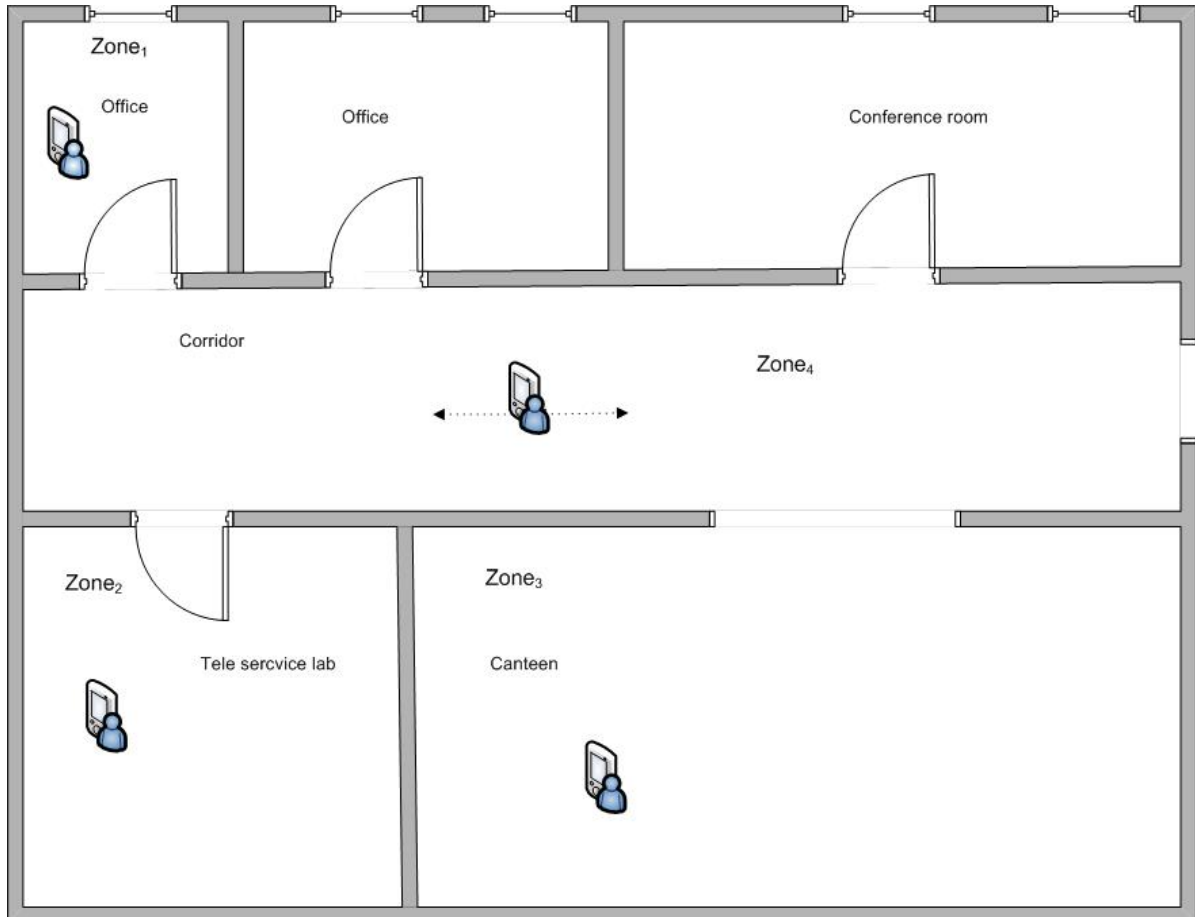 Zone₁
Office
Office
Conference room
Corridor
Zone₄
Zone₂
Zone₃
Tele sercvice lab
Canteen